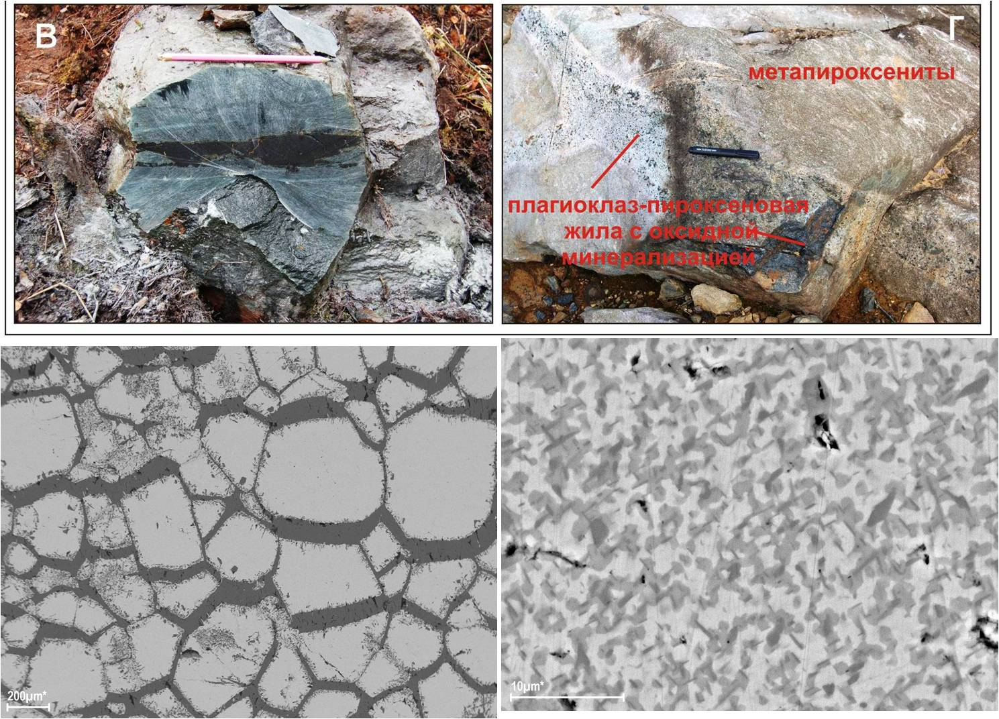 В
Г
метапироксениты
плагиоклаз-пироксеновая
жила с оксидной
минерализацией
200µm*
10µm*